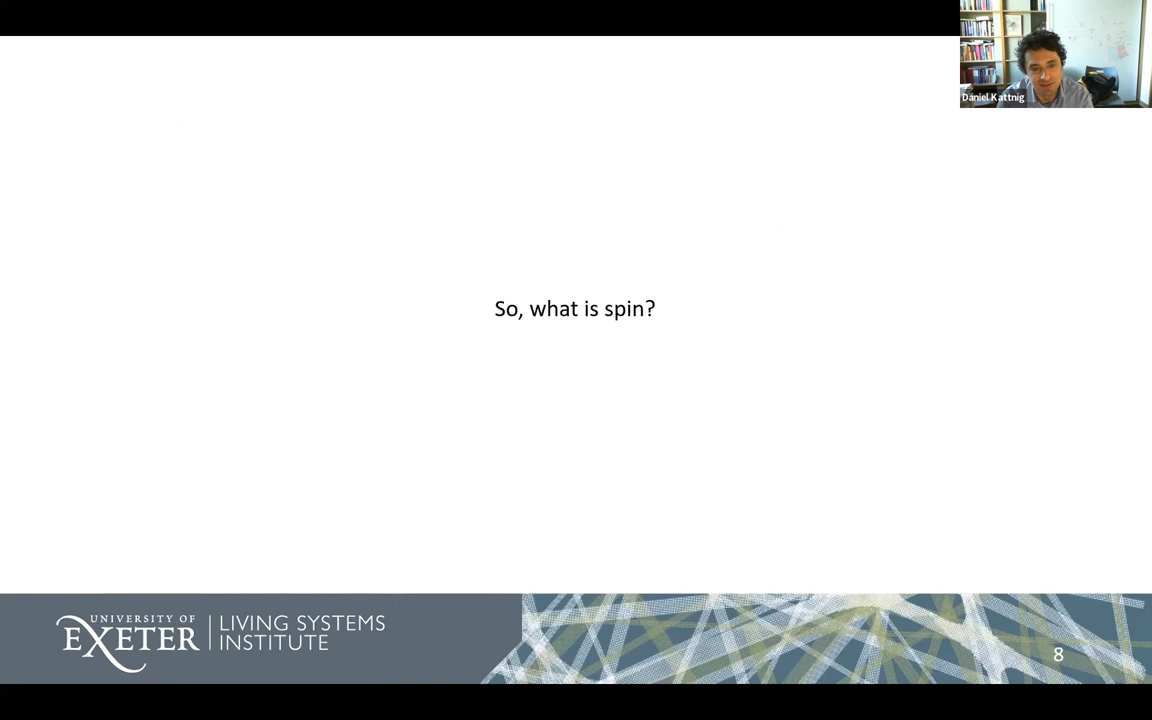 Daniel Kattnig
So, what is spin?
UNIVERSITY OF
EXETER
LIVING SYSTEMS
INSTITUTE
8